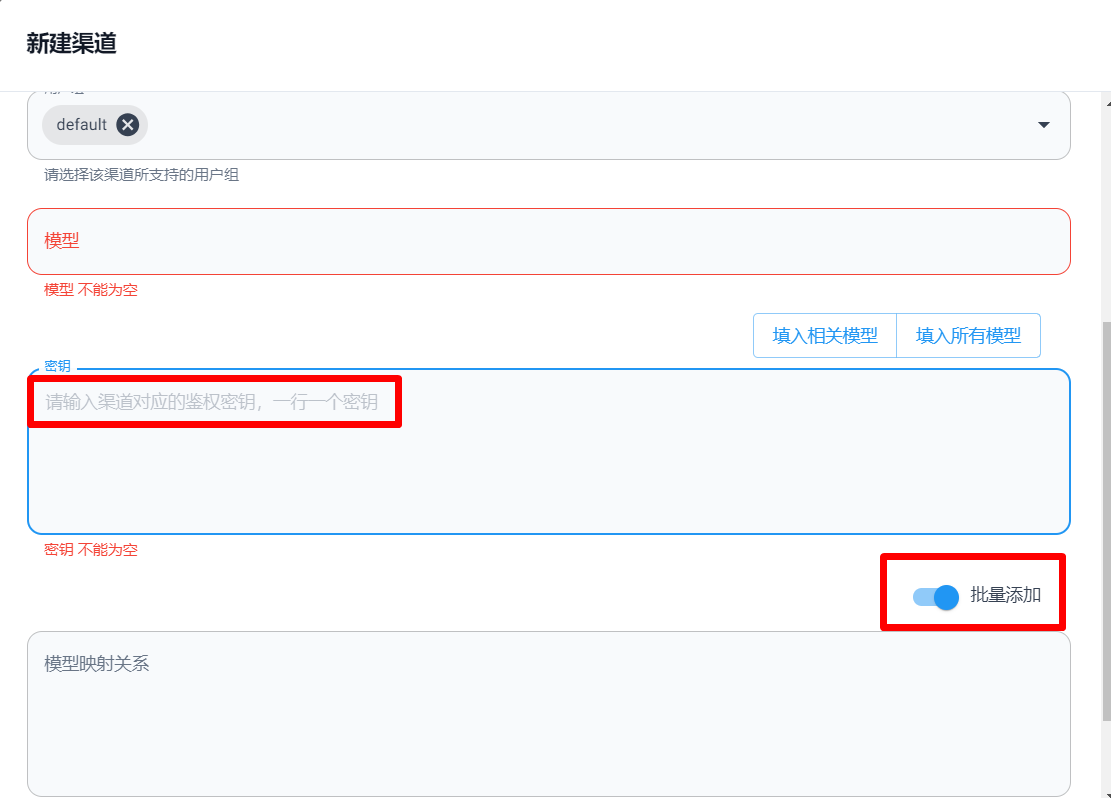 新建渠道
default
请选择该渠道所支持的用户组
模型
模型 不能为空
填入相关模型 填入所有模型
密钥
请输入渠道对应的鉴权密钥，一行一个密钥
密钥 不能为空
批量添加
模型映射关系